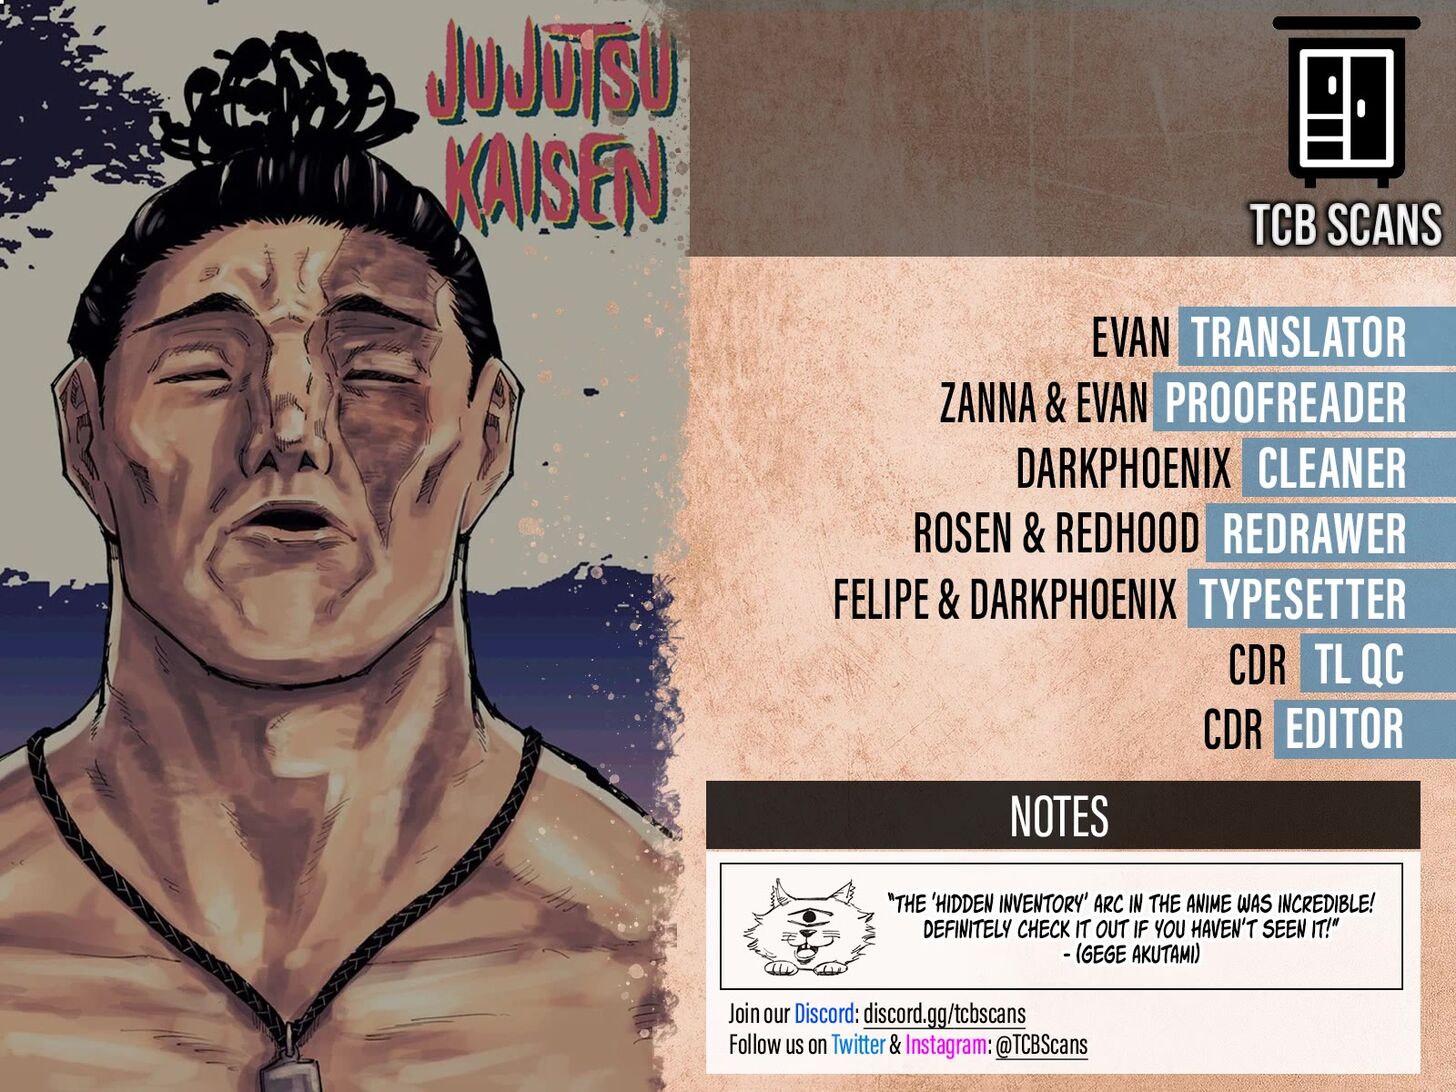 JUJUTSU
KAISEN
TCB SCANS
EVAN TRANSLATOR
ZANNA & EVAN PROOFREADER
DARKPHOENIX CLEANER
ROSEN & REDHOOD REDRAWER
FELIPE & DARKPHOENIX TYPESETTER
CDR TL QC
CDR EDITOR
NOTES
"THE 'HIDDEN INVENTORY' ARC IN THE ANIME WAS INCREDIBLE!
DEFINITELY CHECK IT OUT IF YOU HAVEN'T SEEN IT!"
- (GEGE AKUTAMI)
Join our Discord: discord.gg/tcbscans
Follow us on Twitter & Instagram: @TCBScans